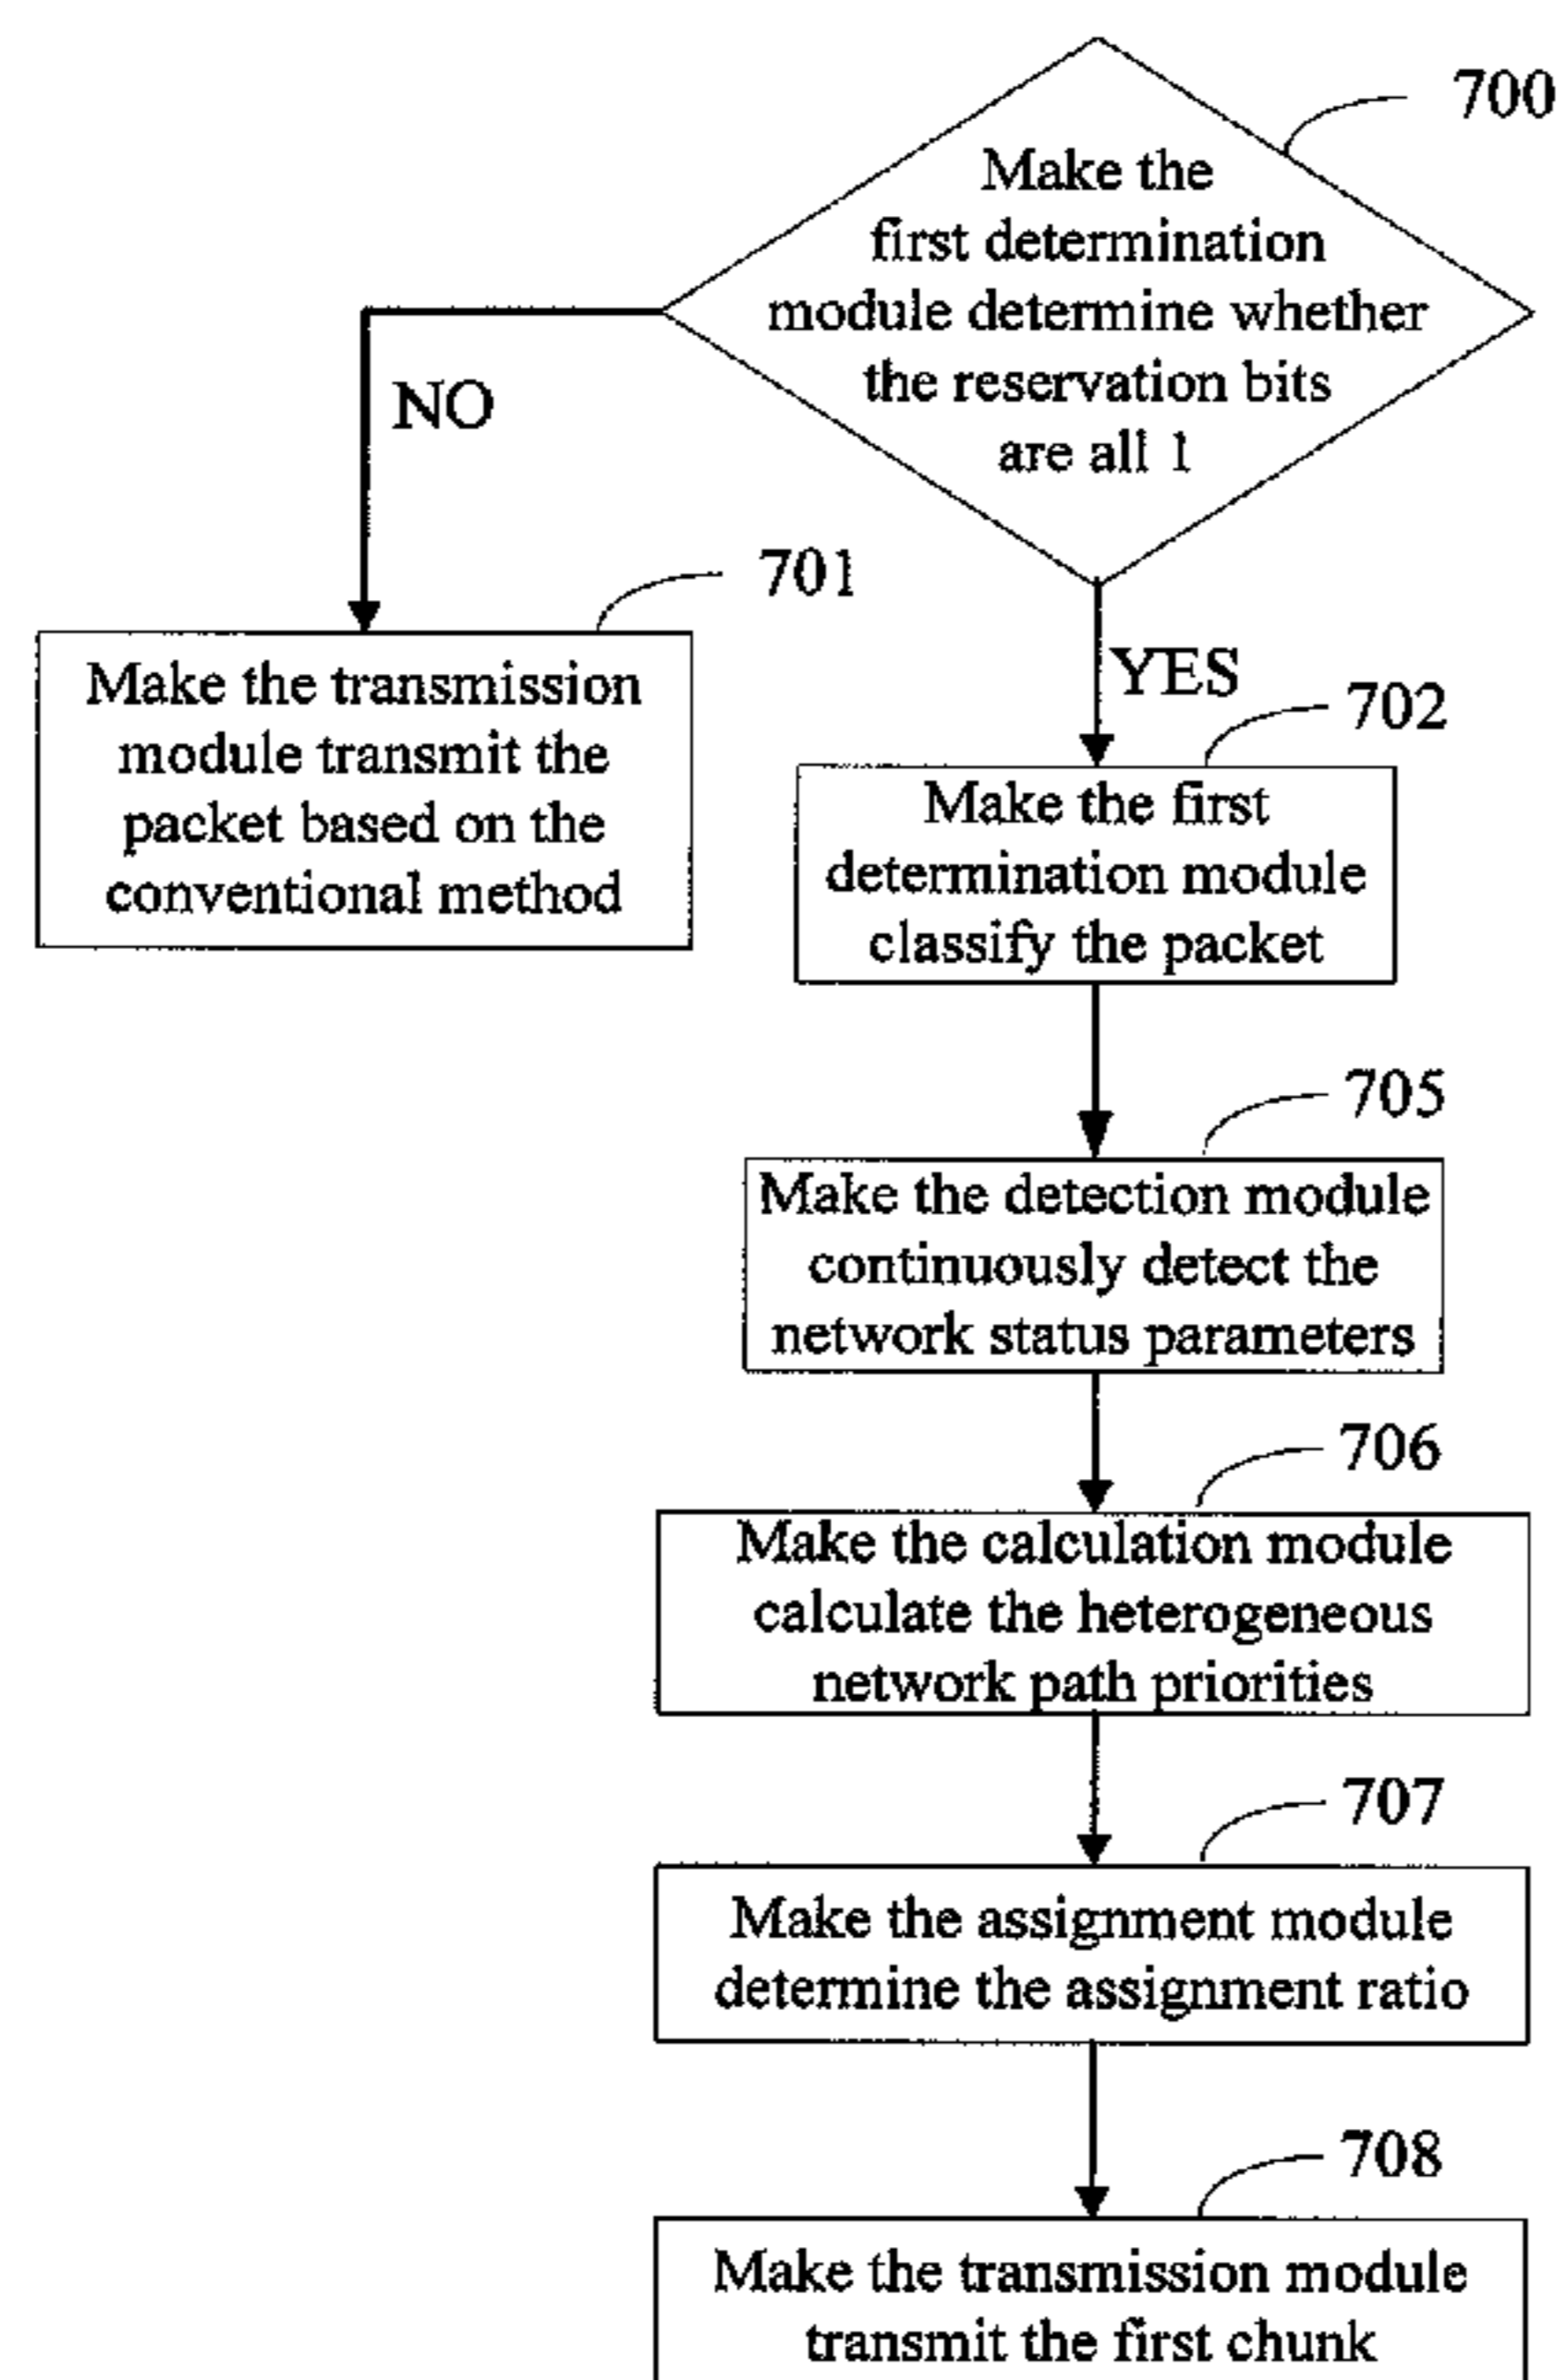 700
Make the
first determination
module determine whether
the reservation bits
are all 1
NO
YES
701
Make the transmission
module transmit the
packet based on the
conventional method
702
Make the first
determination module
classify the packet
705
Make the detection module
continuously detect the
network status parameters
706
Make the calculation module
calculate the heterogeneous
network path priorities
707
Make the assignment module
determine the assignment ratio
708
Make the transmission module
transmit the first chunk